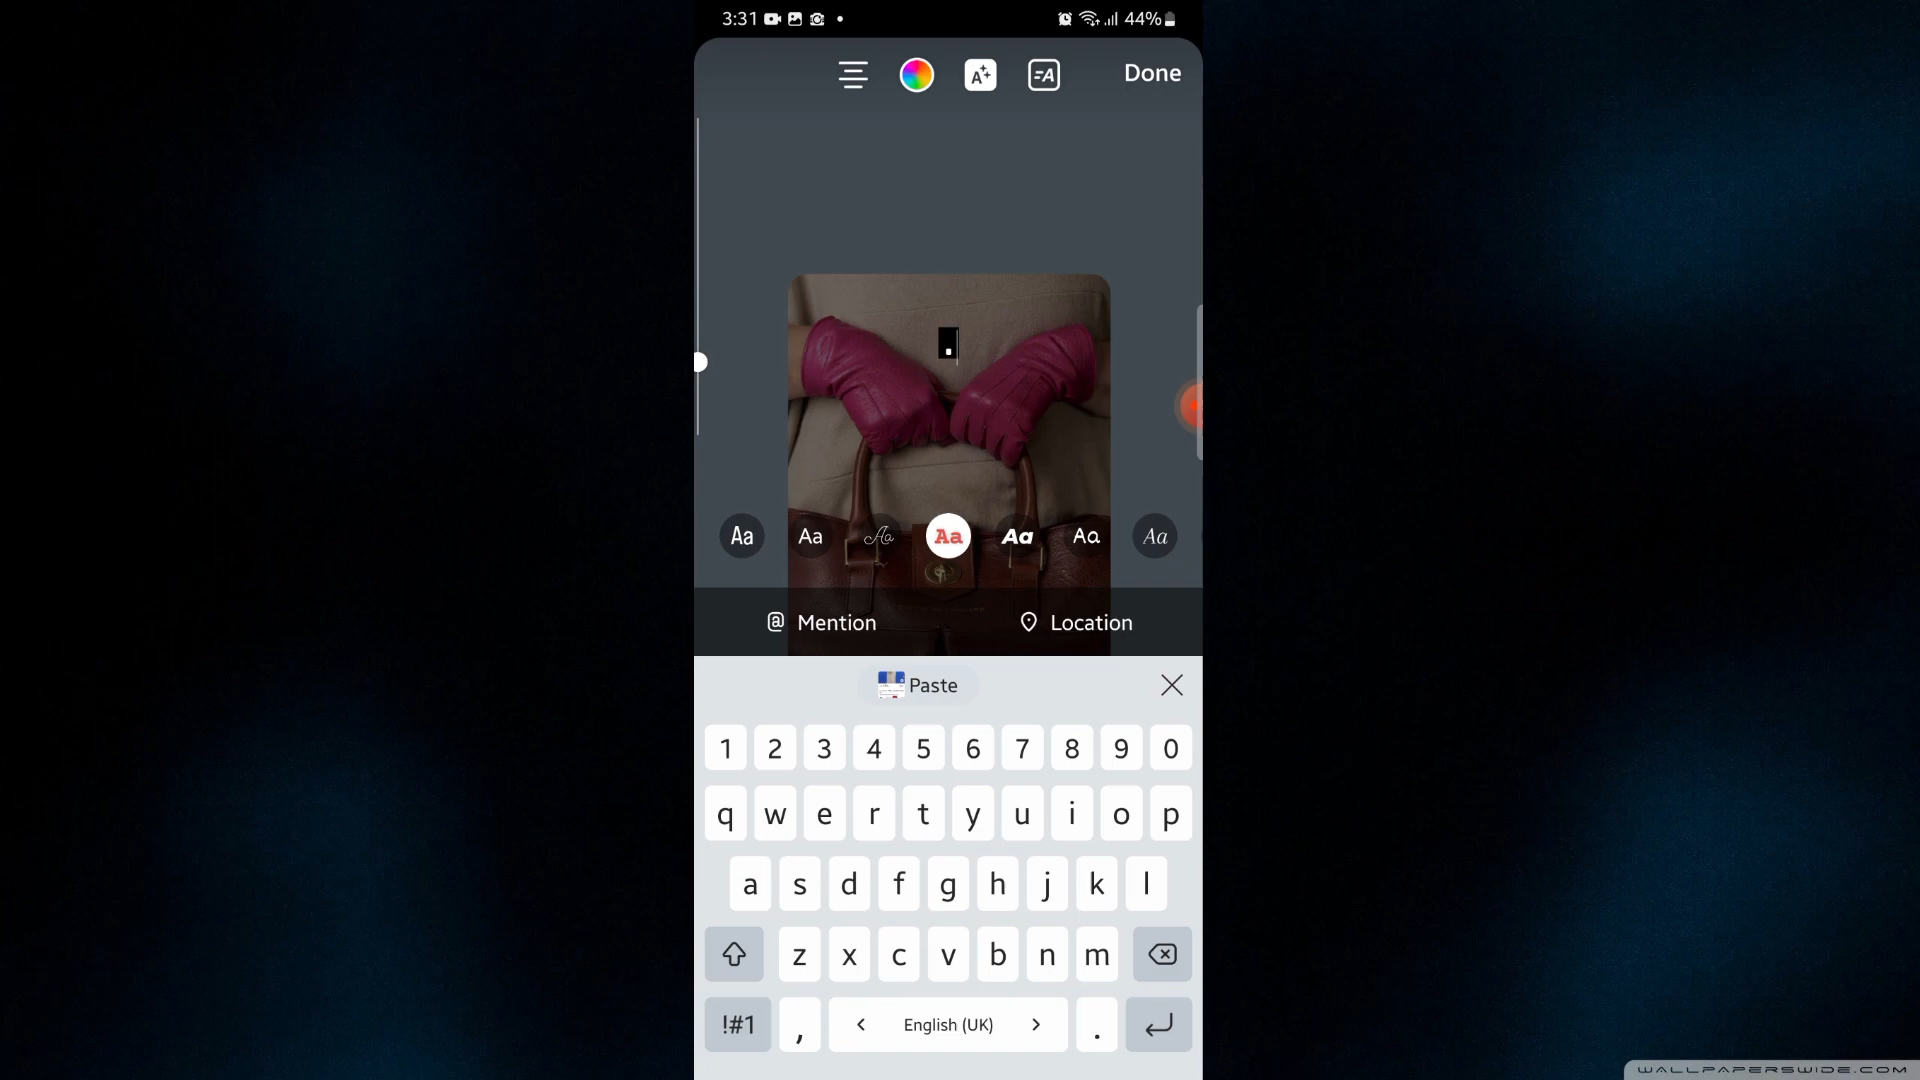 3:31 44%
Done
.
Aa Aa Aa Aa Aa Aa Aa
@ Mention Location
Paste
1 2 3 4 5 6 7 8 9 0
q w e r t y u i o p
a s d f g h j k l
z x c v b n m
!#1 , < English (UK) > .
WALLPAPERSWIDE.COM